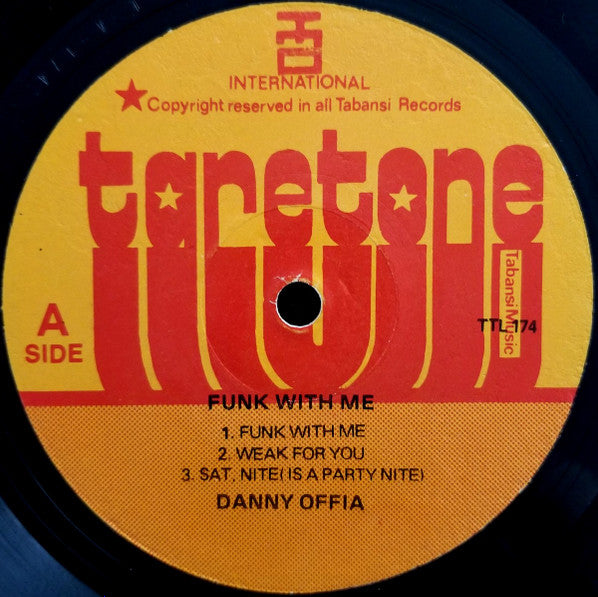 INTERNATIONAL
Copyright reserved in all Tabansi Records
taretone
Tabansi Music
A
SIDE
TTL 174
FUNK WITH ME
1. FUNK WITH ME
2. WEAK FOR YOU
3. SAT, NITE( IS A PARTY NITE)
DANNY OFFIA